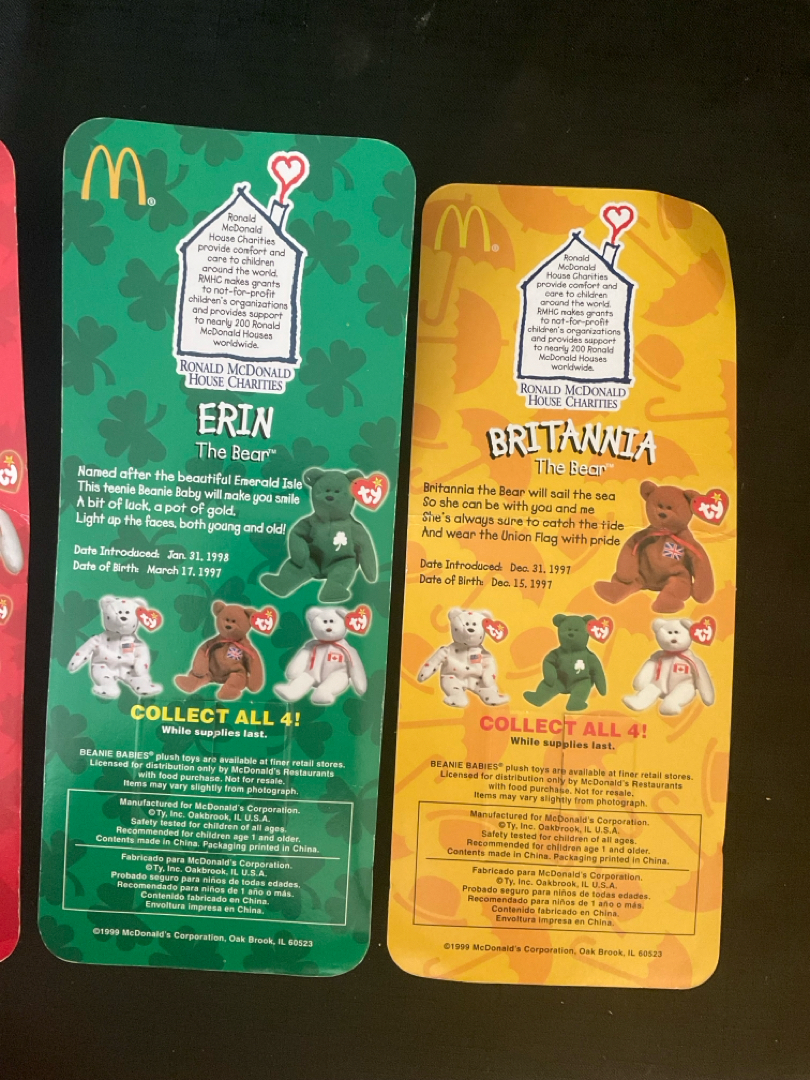 M®
Ronald
McDonald
House Charities
provide comfort and
care to children
around the world.
RMHC makes grants
to not-for-profit
children's organizations
and provides support
to nearly 200 Ronald
McDonald Houses
worldwide.
RONALD MCDONALD
HOUSE CHARITIES
ERIN
The Bear™
Named after the beautiful Emerald Isle
This teenie Beanie Baby will make you smile
A bit of luck, a pot of gold,
Light up the faces, both young and old!
ty
Date Introduced: Jan. 31, 1998
Date of Birth: March 17, 1997
ty
ty
ty
COLLECT ALL 4!
While supplies last.
BEANIE BABIES® plush toys are available at finer retail stores.
Licensed for distribution only by McDonald's Restaurants
with food purchase. Not for resale.
Items may vary slightly from photograph.
Manufactured for McDonald's Corporation.
©Ty, Inc. Oakbrook, IL U.S.A.
Safety tested for children of all ages.
Recommended for children age 1 and older.
Contents made in China. Packaging printed in China.
Fabricado para McDonald's Corporation.
©Ty, Inc. Oakbrook, IL U.S.A.
Probado seguro para niños de todas edades.
Recomendado para niños de 1 año o más.
Contenido fabricado en China.
Envoltura impresa en China.
©1999 McDonald's Corporation, Oak Brook, IL 60523
M®
Ronald
McDonald
House Charities
provide comfort and
care to children
around the world.
RMHC makes grants
to not-for-profit
children's organizations
and provides support
to nearly 200 Ronald
McDonald Houses
worldwide.
RONALD MCDONALD
HOUSE CHARITIES
BRITANNIA
The Bear™
Britannia the Bear will sail the sea
So she can be with you and me
She's always sure to catch the tide
And wear the Union Flag with pride
ty
Date Introduced: Dec. 31, 1997
Date of Birth: Dec. 15, 1997
ty
ty
ty
COLLECT ALL 4!
While supplies last.
BEANIE BABIES® plush toys are available at finer retail stores.
Licensed for distribution only by McDonald's Restaurants
with food purchase. Not for resale.
Items may vary slightly from photograph.
Manufactured for McDonald's Corporation.
©Ty, Inc. Oakbrook, IL U.S.A.
Safety tested for children of all ages.
Recommended for children age 1 and older.
Contents made in China. Packaging printed in China.
Fabricado para McDonald's Corporation.
©Ty, Inc. Oakbrook, IL U.S.A.
Probado seguro para niños de todas edades.
Recomendado para niños de 1 año o más.
Contenido fabricado en China.
Envoltura impresa en China.
©1999 McDonald's Corporation, Oak Brook, IL 60523